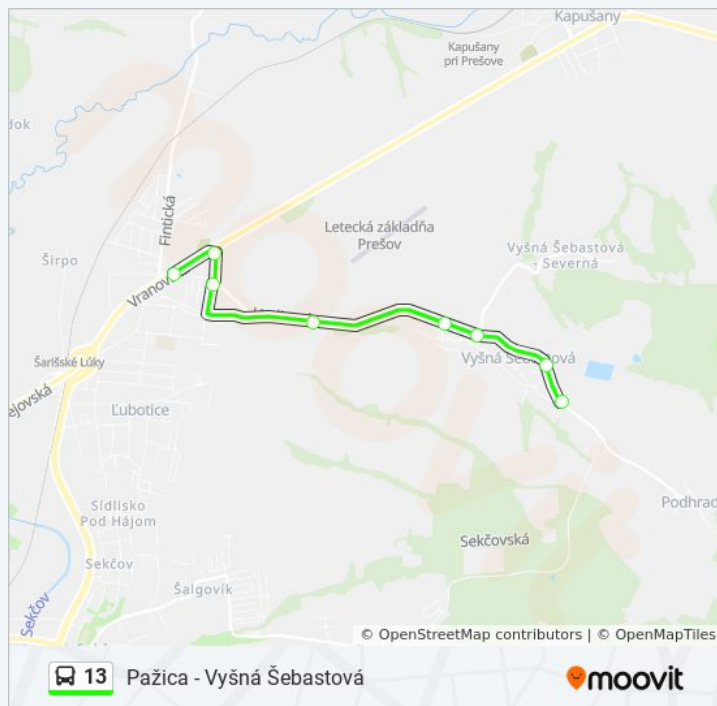 Kapušany
Kapušany
pri Prešove
dok
Fintická
Letecká základňa
Prešov
Vyšná Šebastová
Severná
Širpo
Vranov
Šarišské Lúky
Vyšná Šebastová
ejovská
Ľubotice
Podhrad
Sídlisko
Pod Hájom
Sekčovská
Sekčov
Šalgovík
Sekčov
© OpenStreetMap contributors | © OpenMapTiles
13 Pažica - Vyšná Šebastová
moovit